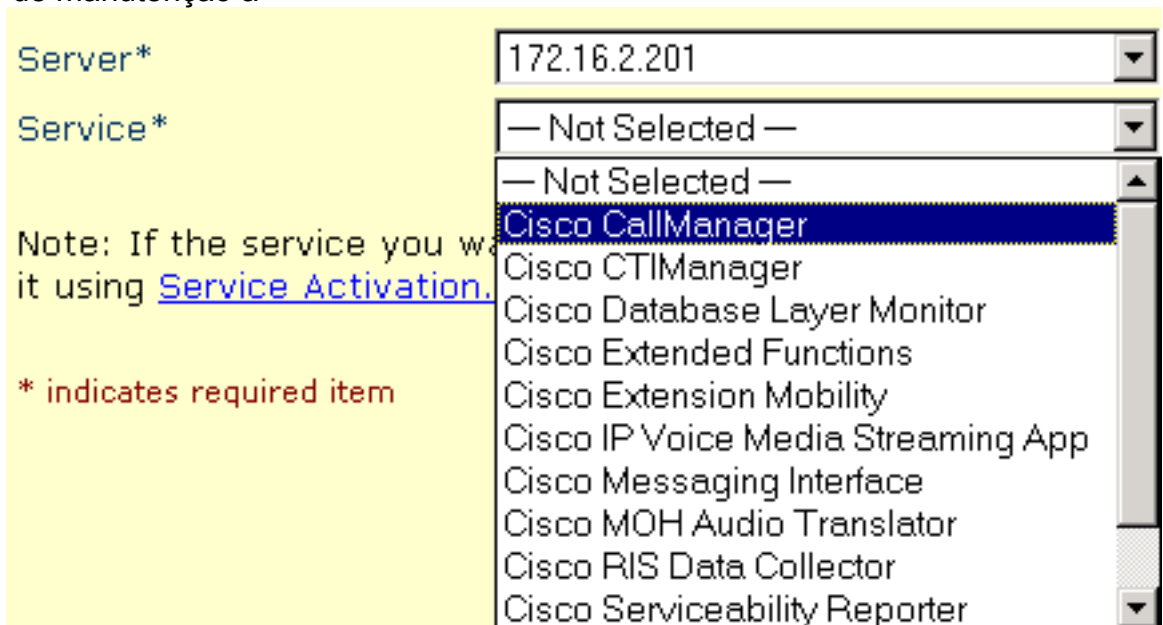 Server*
172.16.2.201
Service*
— Not Selected —
— Not Selected —
Cisco CallManager
Note: If the service you
Cisco CTIManager
it using Service Activation.
Cisco Database Layer Monitor
Cisco Extended Functions
* indicates required item
Cisco Extension Mobility
Cisco IP Voice Media Streaming App
Cisco Messaging Interface
Cisco MOH Audio Translator
Cisco RIS Data Collector
Cisco Serviceability Reporter